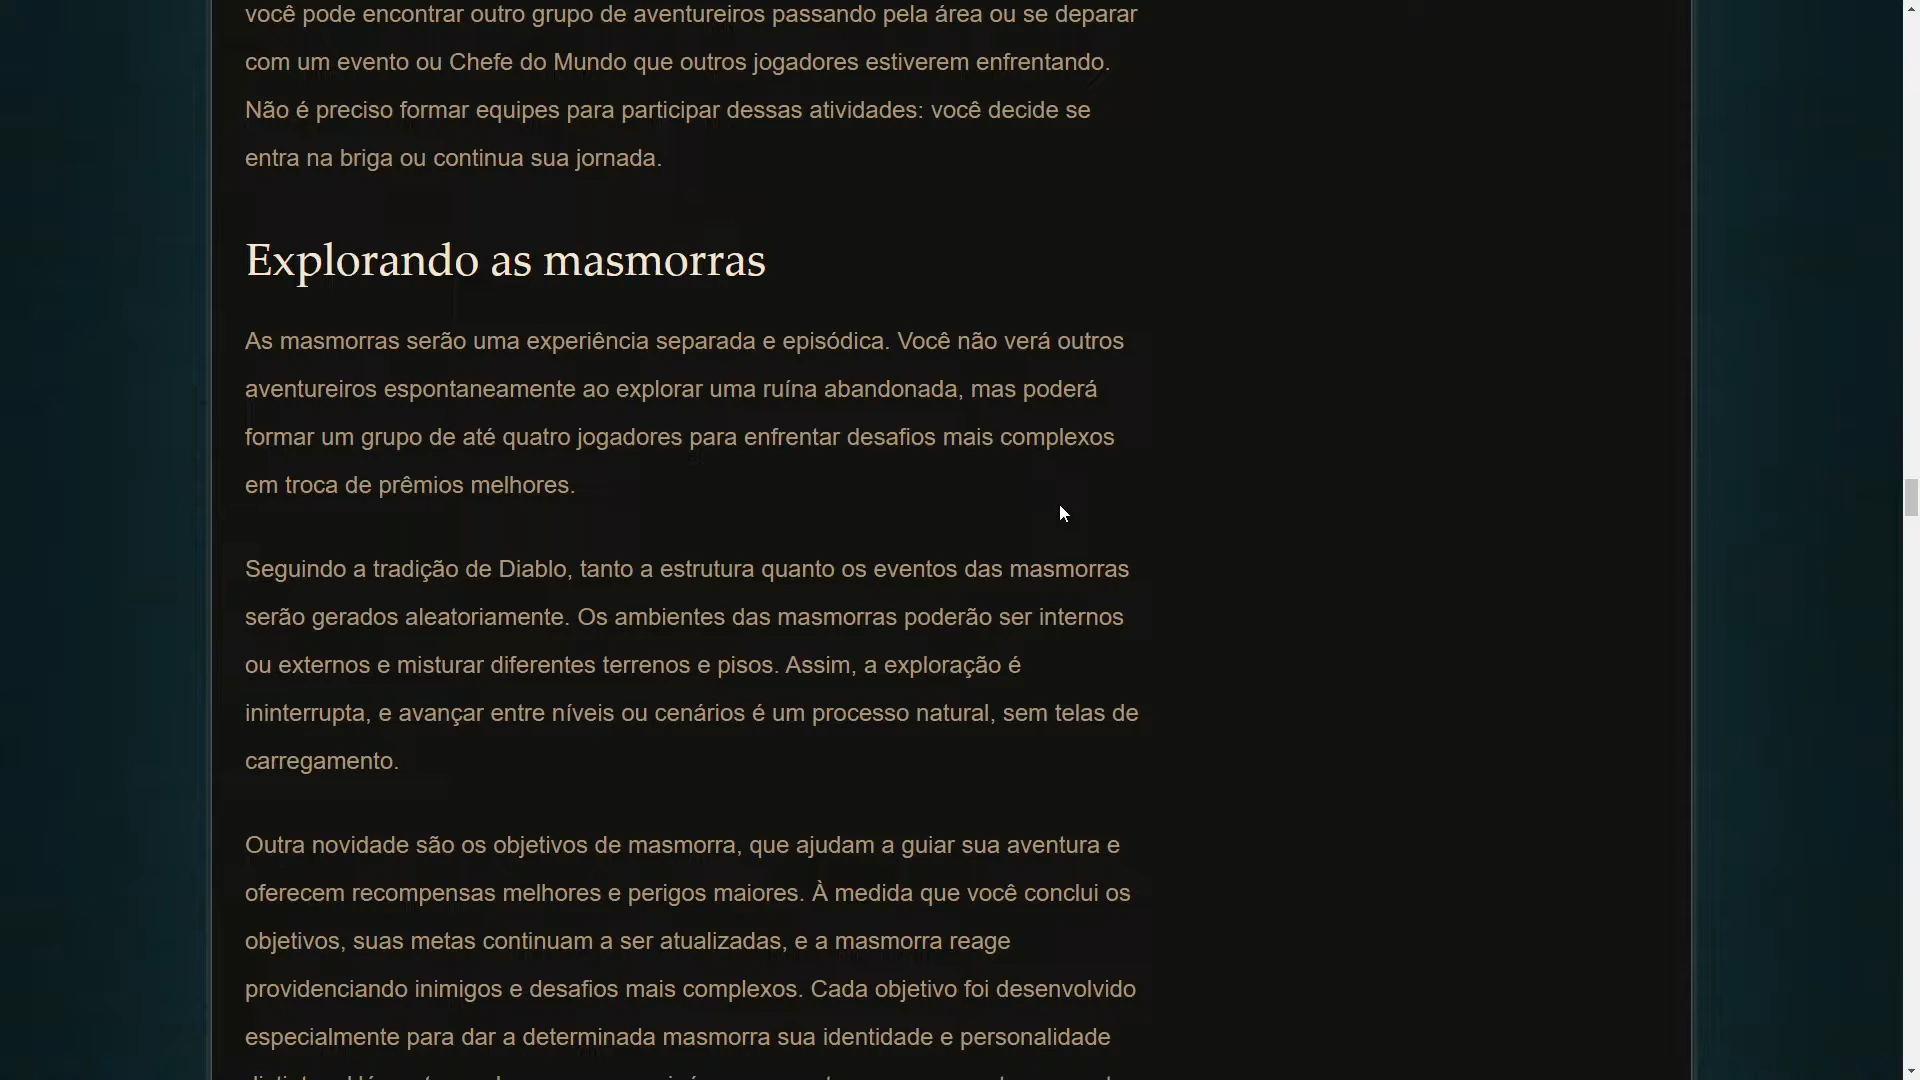 você pode encontrar outro grupo de aventureiros passando pela área ou se deparar
com um evento ou Chefe do Mundo que outros jogadores estiverem enfrentando.
Não é preciso formar equipes para participar dessas atividades: você decide se
entra na briga ou continua sua jornada.
Explorando as masmorras
As masmorras serão uma experiência separada e episódica. Você não verá outros
aventureiros espontaneamente ao explorar uma ruína abandonada, mas poderá
formar um grupo de até quatro jogadores para enfrentar desafios mais complexos
em troca de prêmios melhores.
Seguindo a tradição de Diablo, tanto a estrutura quanto os eventos das masmorras
serão gerados aleatoriamente. Os ambientes das masmorras poderão ser internos
ou externos e misturar diferentes terrenos e pisos. Assim, a exploração é
ininterrupta, e avançar entre níveis ou cenários é um processo natural, sem telas de
carregamento.
Outra novidade são os objetivos de masmorra, que ajudam a guiar sua aventura e
oferecem recompensas melhores e perigos maiores. À medida que você conclui os
objetivos, suas metas continuam a ser atualizadas, e a masmorra reage
providenciando inimigos e desafios mais complexos. Cada objetivo foi desenvolvido
especialmente para dar a determinada masmorra sua identidade e personalidade